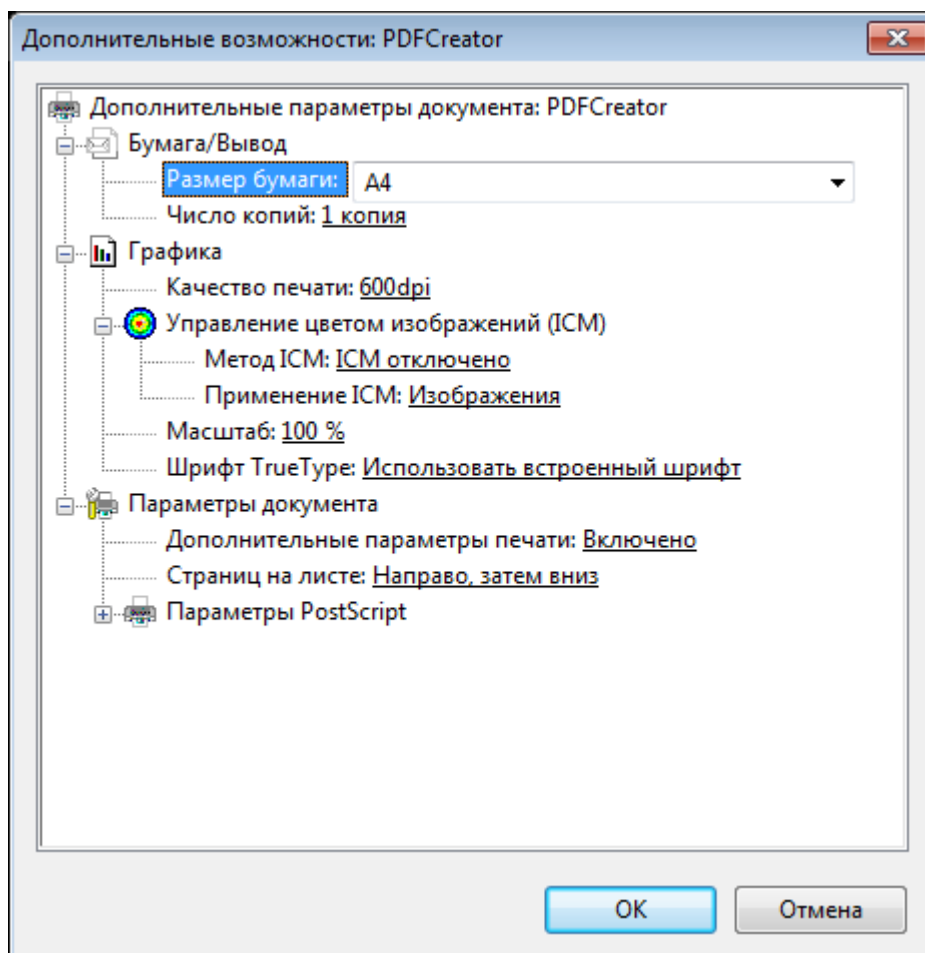 Дополнительные возможности: PDFCreator
Дополнительные параметры документа: PDFCreator
Бумага/Вывод
Размер бумаги: A4
Число копий: 1 копия
Графика
Качество печати: 600dpi
Управление цветом изображений (ICM)
Метод ICM: ICM отключено
Применение ICM: Изображения
Масштаб: 100 %
Шрифт TrueType: Использовать встроенный шрифт
Параметры документа
Дополнительные параметры печати: Включено
Страниц на листе: Направо, затем вниз
Параметры PostScript
ОК Отмена